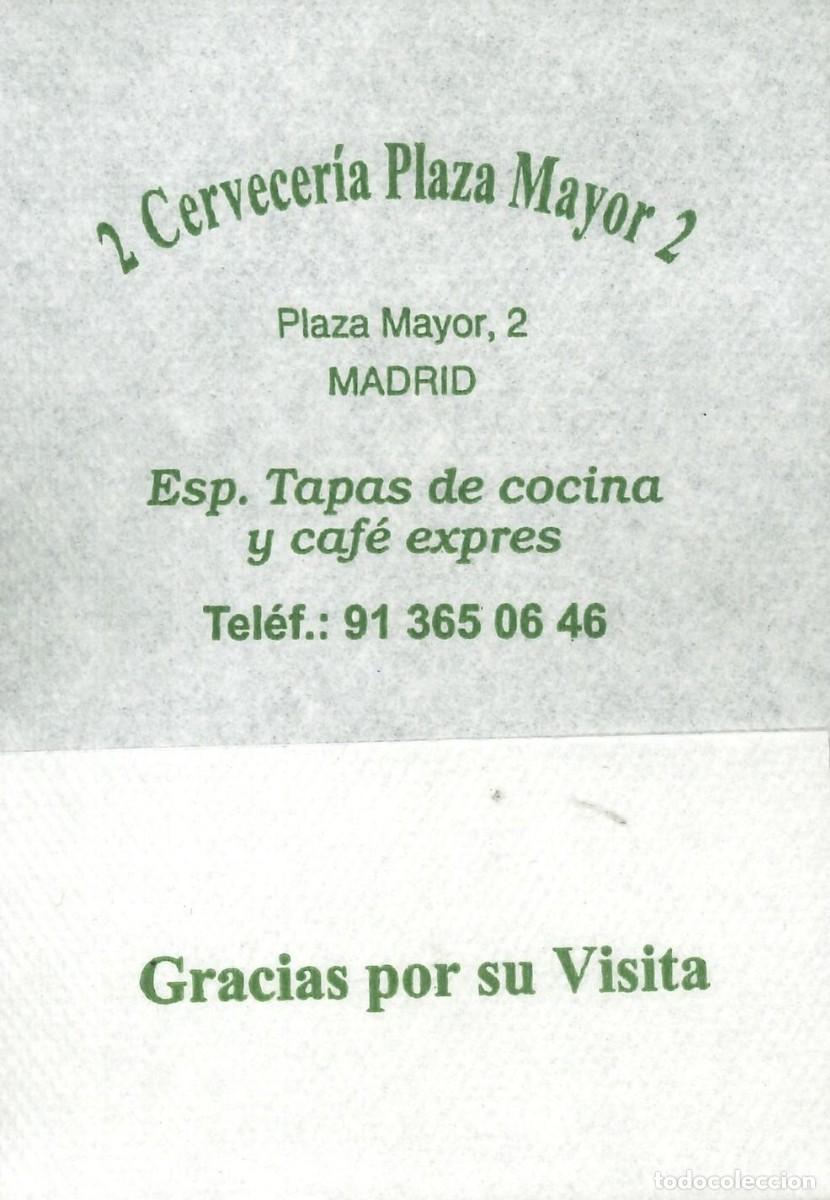 2 Cervecería Plaza Mayor 2
Plaza Mayor, 2
MADRID
Esp. Tapas de cocina
y café expres
Teléf.: 91 365 06 46
Gracias por su Visita
todocoleccion